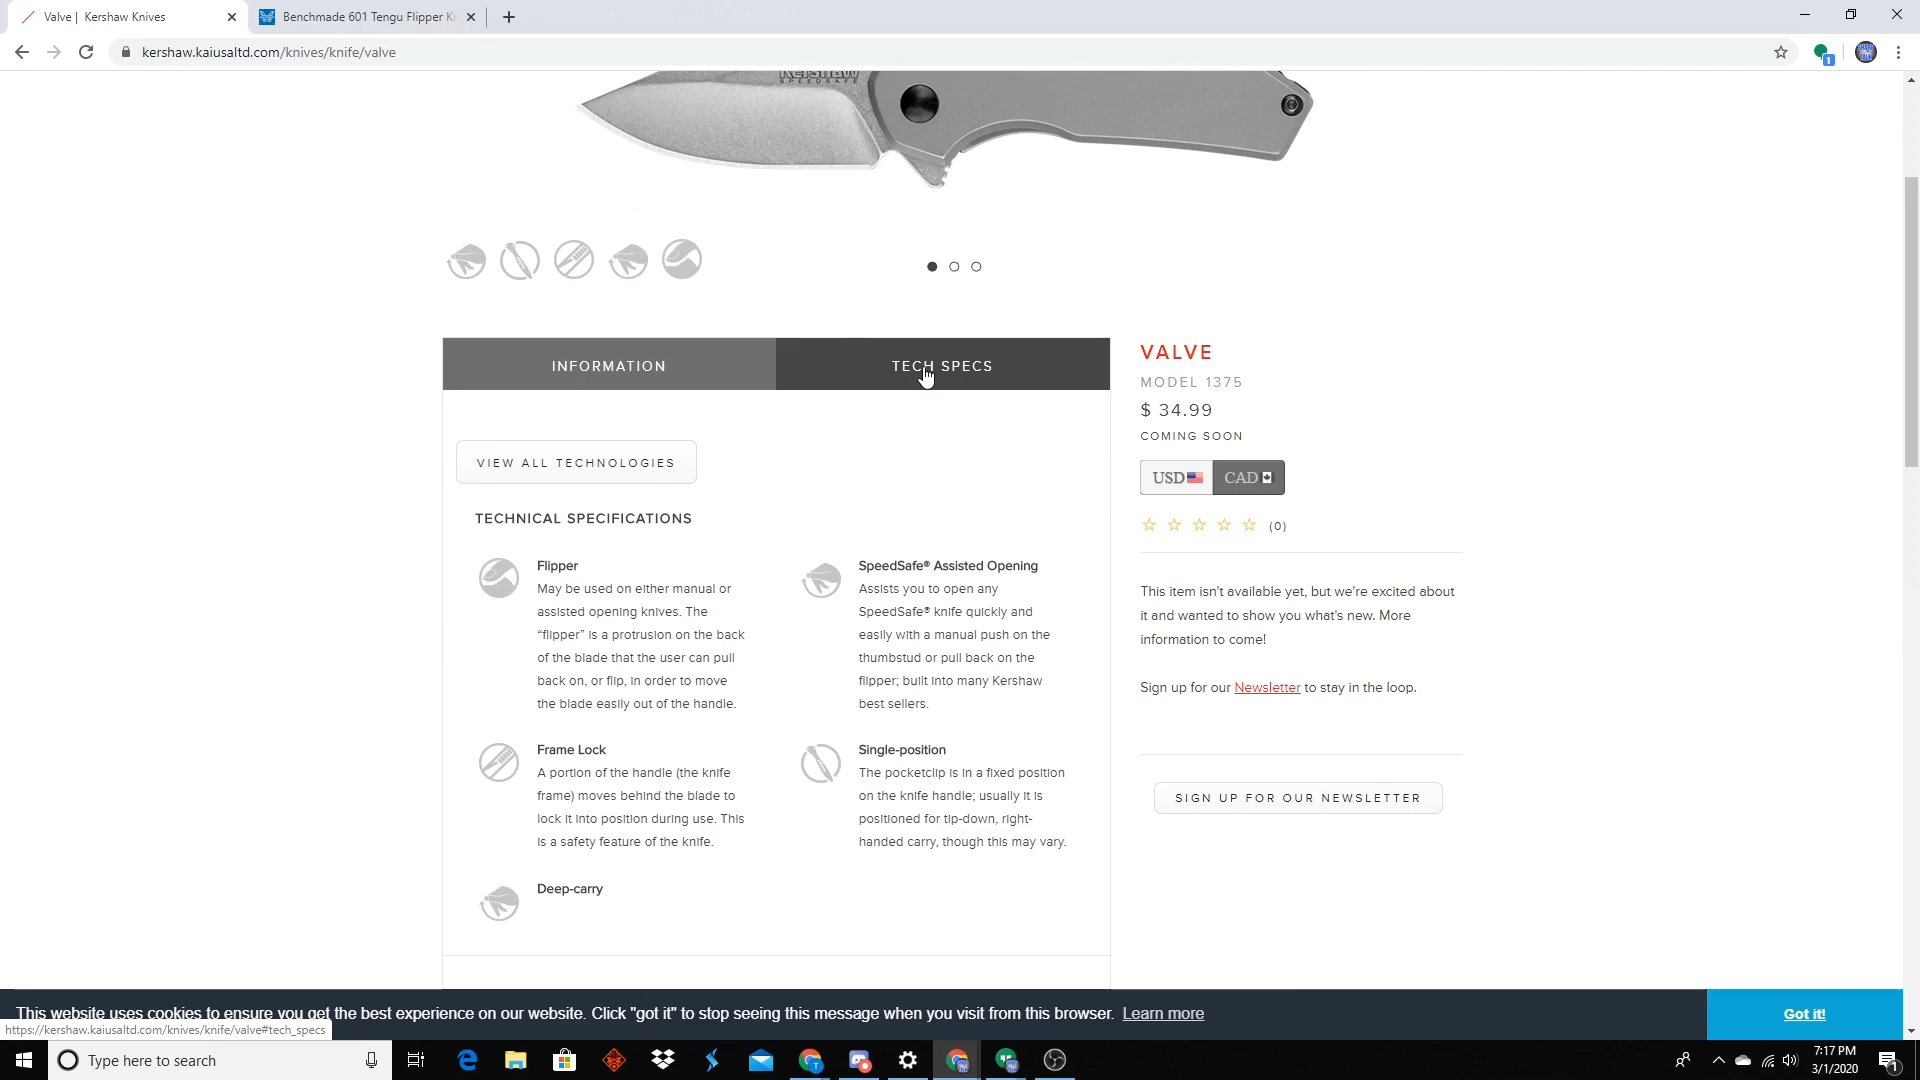 Valve | Kershaw Knives
Benchmade 601 Tengu Flipper Kn
kershaw.kaiusaltd.com/knives/knife/valve
1
Kershaw
SPEEDSAFE
INFORMATION
TECH SPECS
VIEW ALL TECHNOLOGIES
TECHNICAL SPECIFICATIONS
Flipper
May be used on either manual or
assisted opening knives. The
“flipper” is a protrusion on the back
of the blade that the user can pull
back on, or flip, in order to move
the blade easily out of the handle.
SpeedSafe® Assisted Opening
Assists you to open any
SpeedSafe® knife quickly and
easily with a manual push on the
thumbstud or pull back on the
flipper; built into many Kershaw
best sellers.
Frame Lock
A portion of the handle (the knife
frame) moves behind the blade to
lock it into position during use. This
is a safety feature of the knife.
Single-position
The pocketclip is in a fixed position
on the knife handle; usually it is
positioned for tip-down, right-
handed carry, though this may vary.
Deep-carry
VALVE
MODEL 1375
$ 34.99
COMING SOON
USD CAD
(0)
This item isn't available yet, but we're excited about
it and wanted to show you what's new. More
information to come!
Sign up for our Newsletter to stay in the loop.
SIGN UP FOR OUR NEWSLETTER
This website uses cookies to ensure you get the best experience on our website. Click "got it" to stop seeing this message when you visit from this browser. Learn more
Got it!
https://kershaw.kaiusaltd.com/knives/knife/valve#tech_specs
Type here to search
7:17 PM
3/1/2020
1